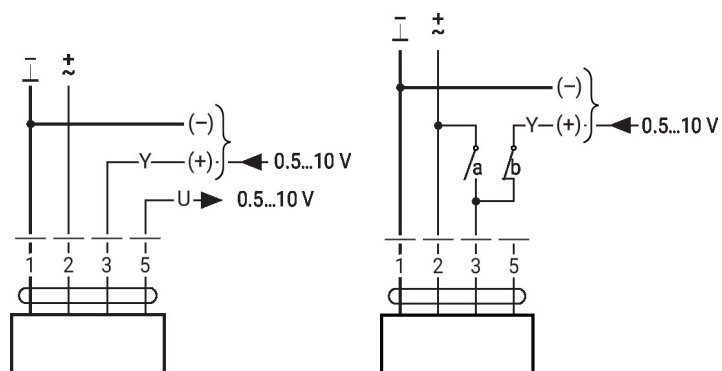 ⊥ ~
(–)
Y (+) 0.5...10 V
U 0.5...10 V
1 2 3 5
⊥ ~
(–)
Y (+) 0.5...10 V
a b
1 2 3 5